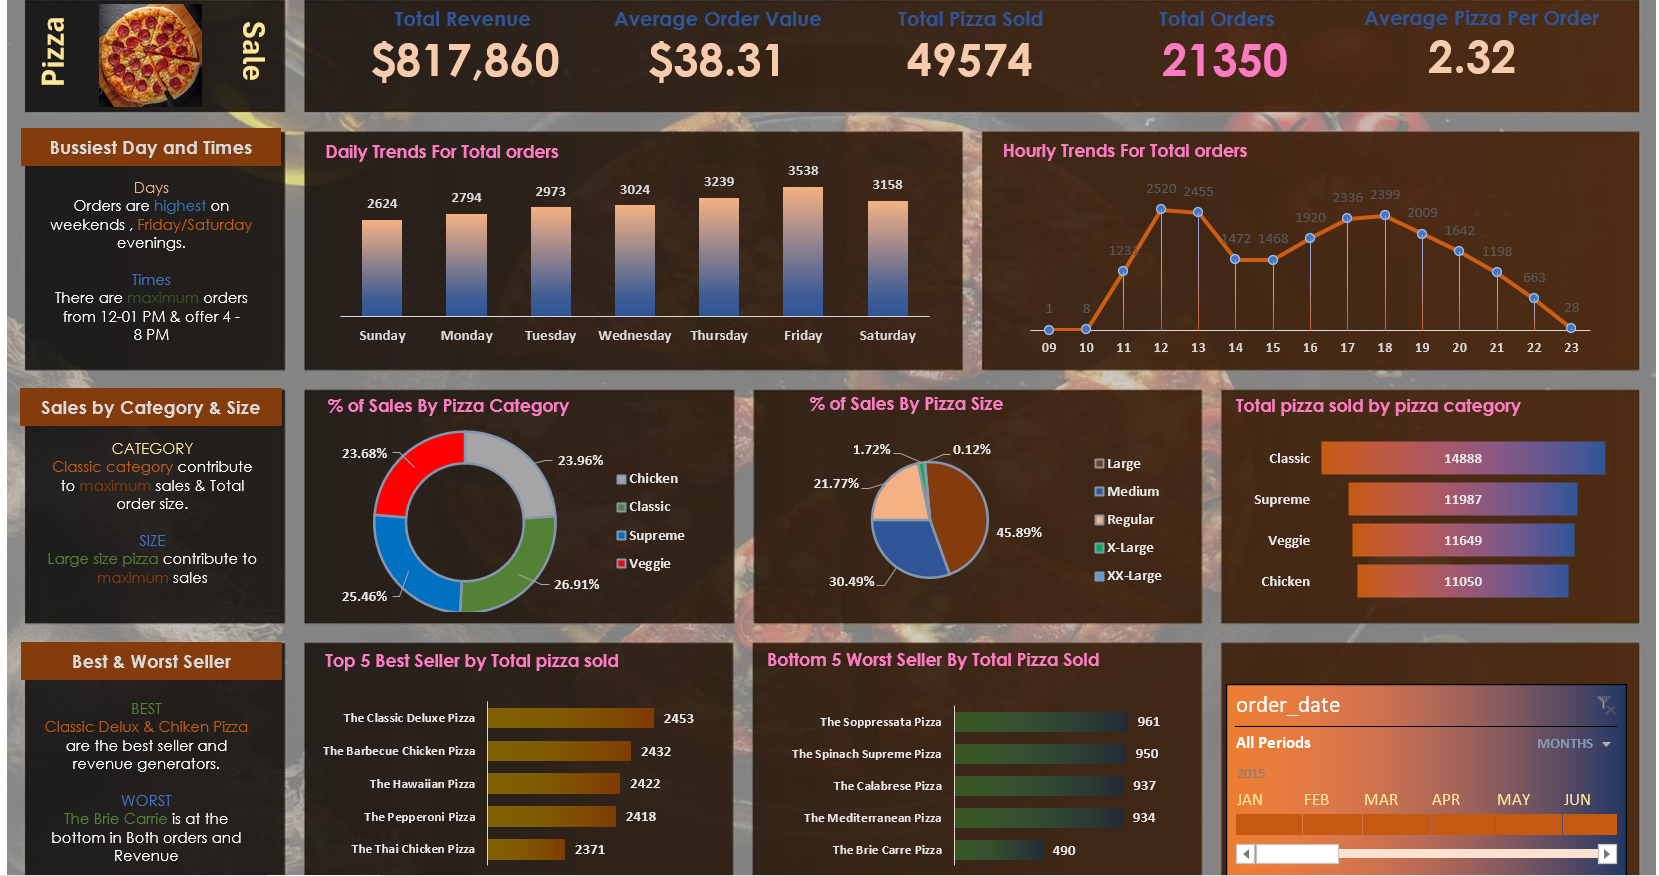 Pizza
Sale
Total Revenue
$817,860
Average Order Value
$38.31
Total Pizza Sold
49574
Total Orders
21350
Average Pizza Per Order
2.32
Bussiest Day and Times
Days
Orders are highest on
weekends , Friday/Saturday
evenings.
Times
There are maximum orders
from 12-01 PM & offer 4 -
8 PM
Daily Trends For Total orders
2624
2794
2973
3024
3239
3538
3158
Sunday
Monday
Tuesday
Wednesday
Thursday
Friday
Saturday
Hourly Trends For Total orders
1
8
1231
2520
2455
1472
1468
1920
2336
2399
2009
1642
1198
663
28
09
10
11
12
13
14
15
16
17
18
19
20
21
22
23
Sales by Category & Size
CATEGORY
Classic category contribute
to maximum sales & Total
order size.
SIZE
Large size pizza contribute to
maximum sales
% of Sales By Pizza Category
23.68%
23.96%
25.46%
26.91%
Chicken
Classic
Supreme
Veggie
% of Sales By Pizza Size
1.72%
0.12%
21.77%
45.89%
30.49%
Large
Medium
Regular
X-Large
XX-Large
Total pizza sold by pizza category
Classic 14888
Supreme 11987
Veggie 11649
Chicken 11050
Best & Worst Seller
BEST
Classic Delux & Chiken Pizza
are the best seller and
revenue generators.
WORST
The Brie Carrie is at the
bottom in Both orders and
Revenue
Top 5 Best Seller by Total pizza sold
The Classic Deluxe Pizza 2453
The Barbecue Chicken Pizza 2432
The Hawaiian Pizza 2422
The Pepperoni Pizza 2418
The Thai Chicken Pizza 2371
Bottom 5 Worst Seller By Total Pizza Sold
The Soppressata Pizza 961
The Spinach Supreme Pizza 950
The Calabrese Pizza 937
The Mediterranean Pizza 934
The Brie Carre Pizza 490
order_date
All Periods
MONTHS
2015
JAN FEB MAR APR MAY JUN